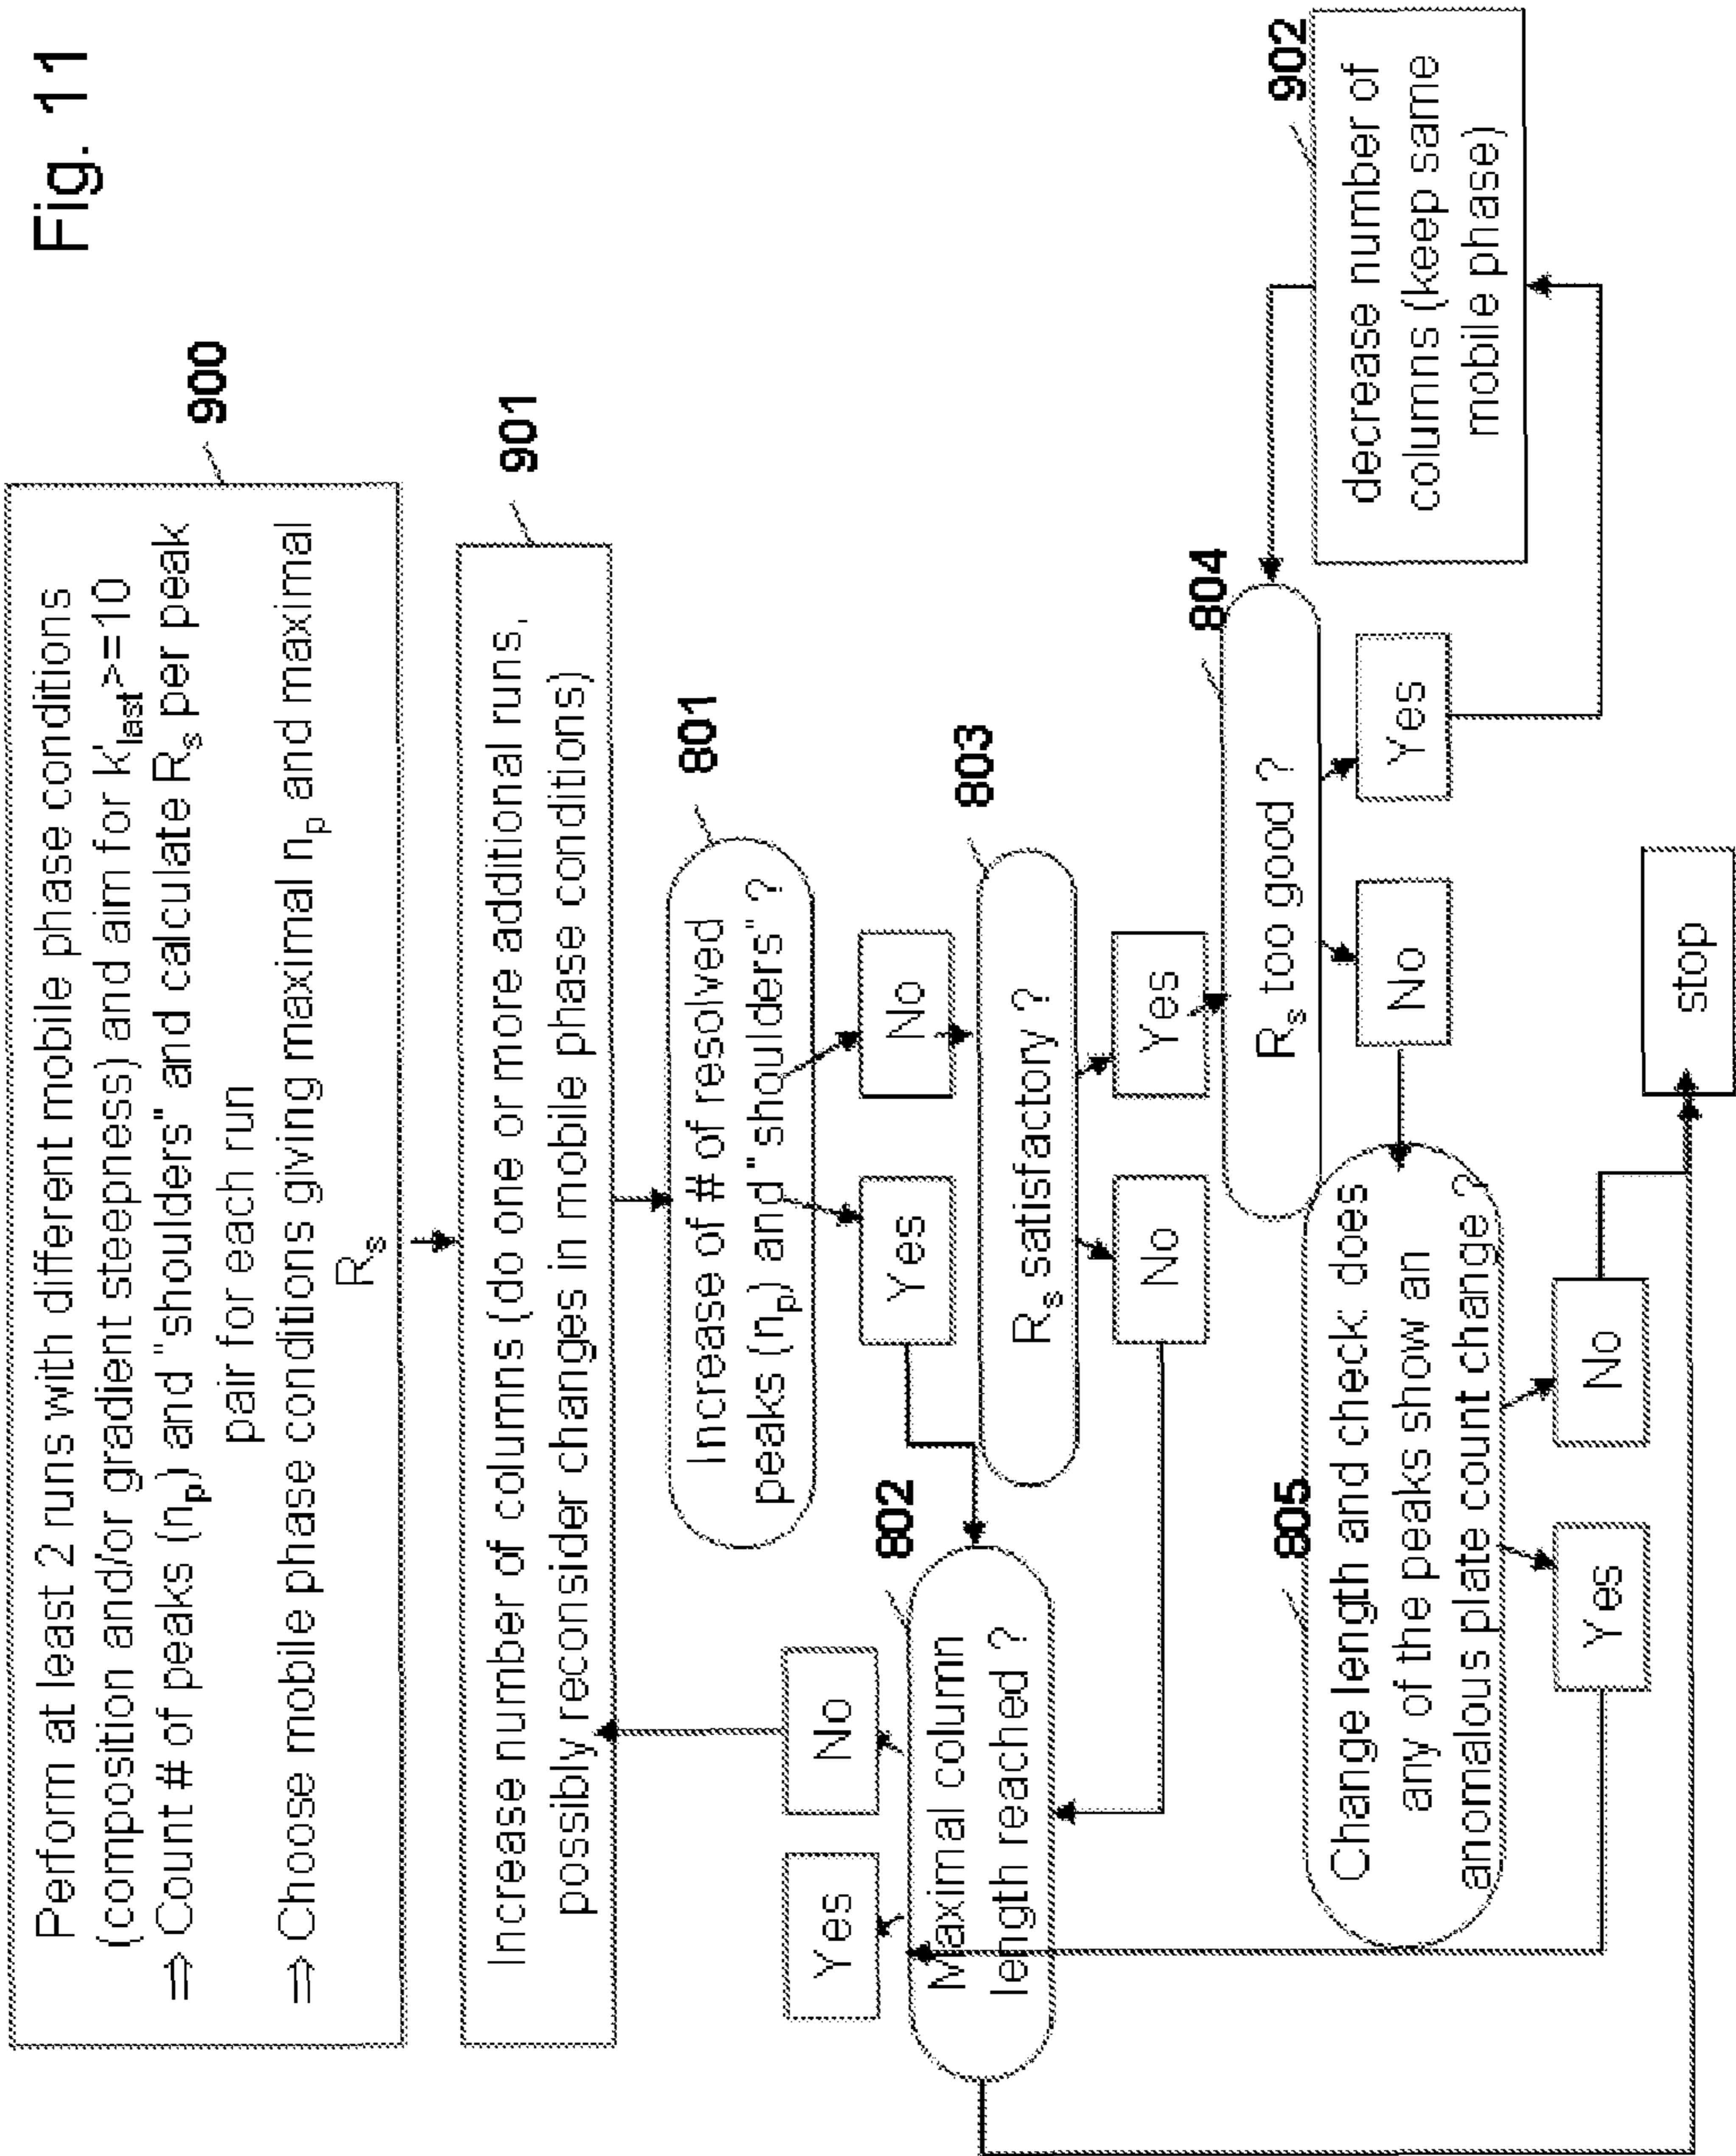 Fig. 11
Perform at least 2 runs with different mobile phase conditions
(composition and/or gradient steepness) and aim for k'last>=10
⇒ Count # of peaks (np) and "shoulders" and calculate Rs per peak
pair for each run
⇒ Choose mobile phase conditions giving maximal np and maximal
Rs
900
Increase number of columns (do one or more additional runs,
possibly reconsider changes in mobile phase conditions)
901
Increase of # of resolved
peaks (np) and "shoulders" ?
801
Yes
No
Maximal column
length reached ?
802
Yes
No
Rs satisfactory ?
803
No
Yes
Rs too good ?
804
No
Yes
decrease number of
columns (keep same
mobile phase)
902
Change length and check: does
any of the peaks show an
anomalous plate count change ?
805
Yes
No
stop